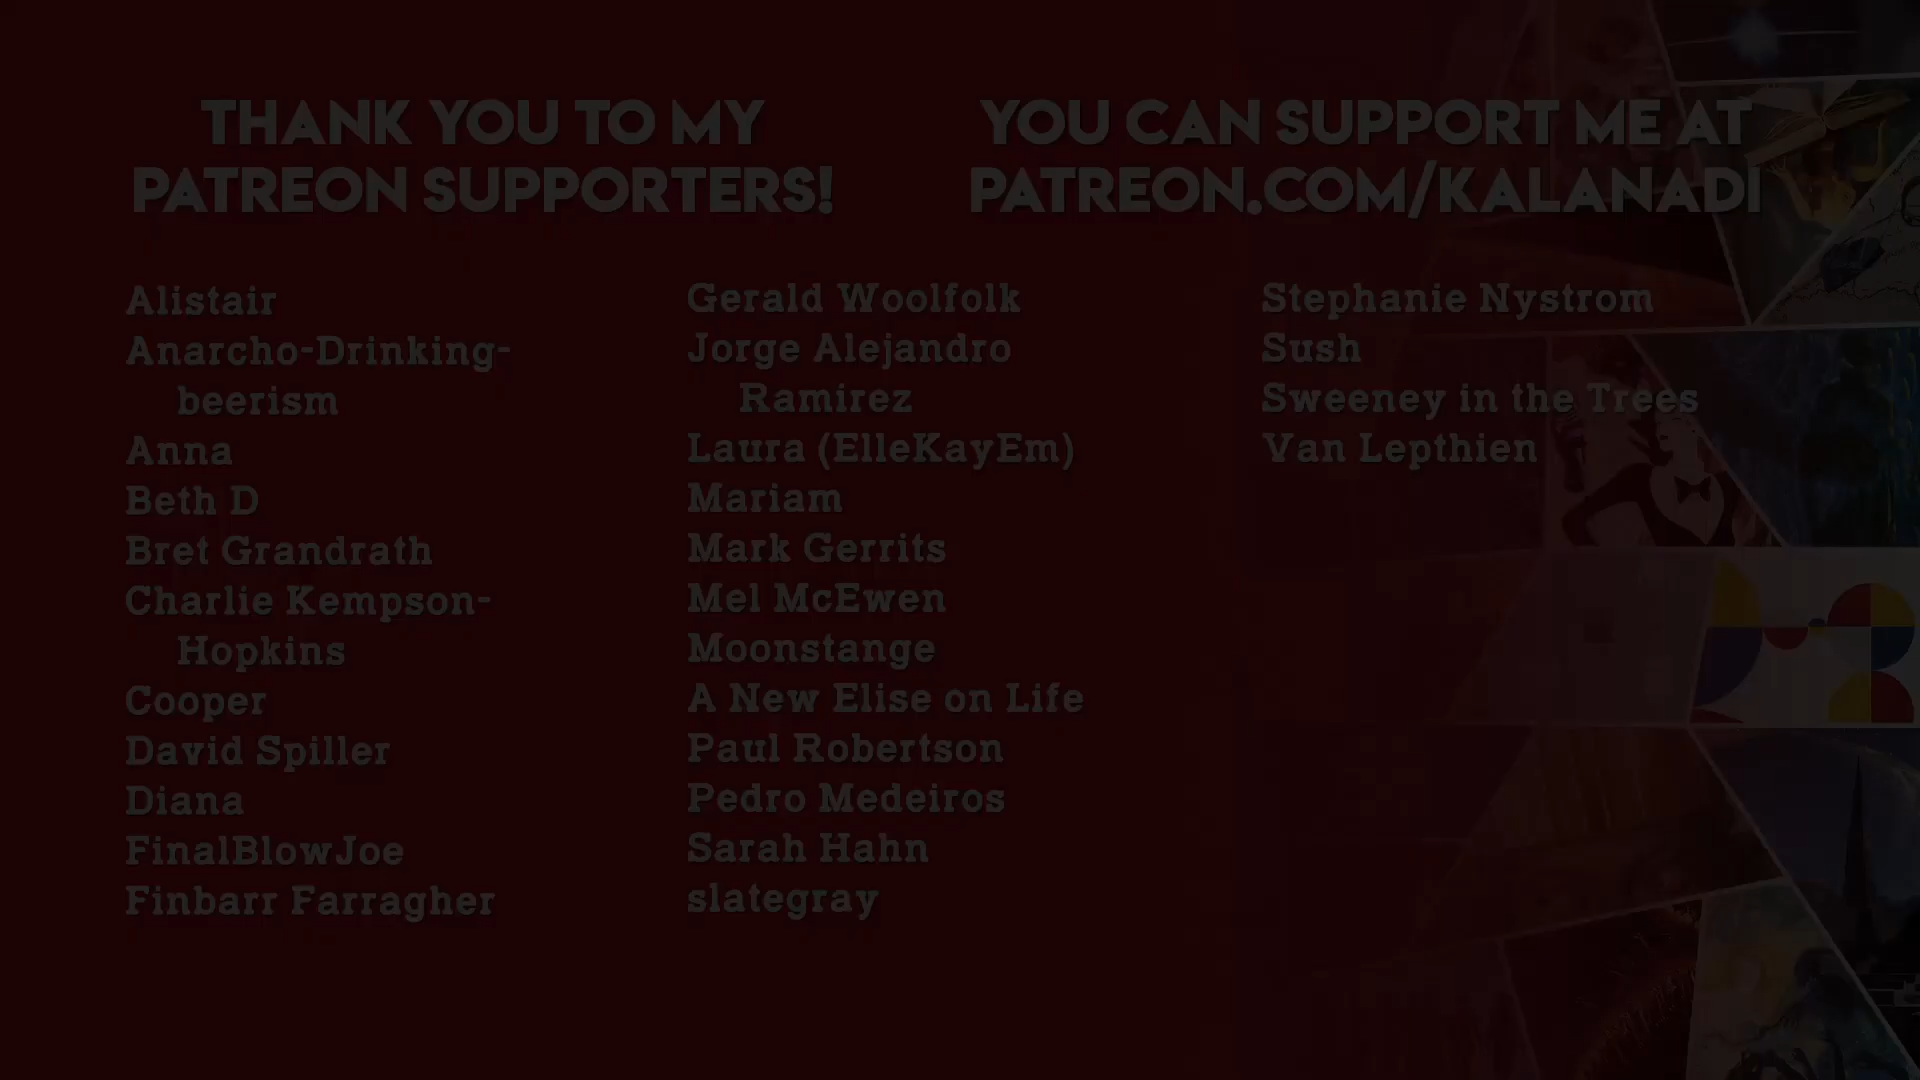 THANK YOU TO MY
PATREON SUPPORTERS!
YOU CAN SUPPORT ME AT
PATREON.COM/KALANADI
Alistair
Anarcho-Drinking-
beerism
Anna
Beth D
Bret Grandrath
Charlie Kempson-
Hopkins
Cooper
David Spiller
Diana
FinalBlowJoe
Finbarr Farragher
Gerald Woolfolk
Jorge Alejandro
Ramirez
Laura (ElleKayEm)
Mariam
Mark Gerrits
Mel McEwen
Moonstange
A New Elise on Life
Paul Robertson
Pedro Medeiros
Sarah Hahn
slategray
Stephanie Nystrom
Sush
Sweeney in the Trees
Van Lepthien